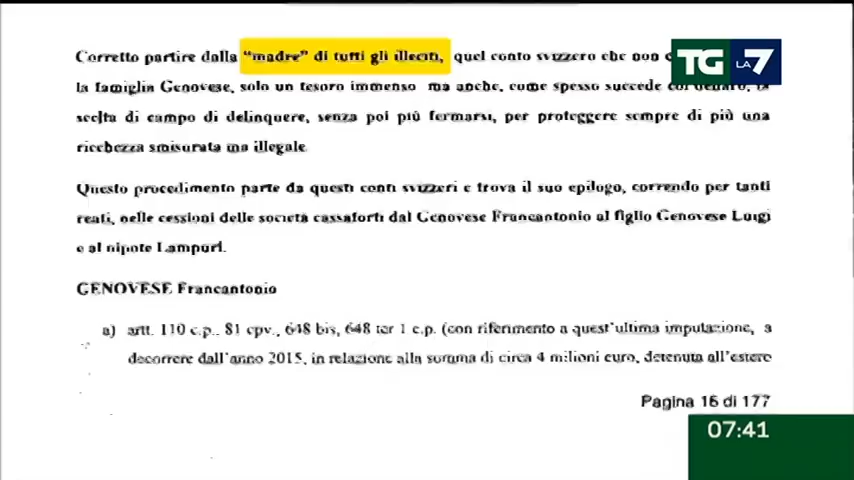 Corretto partire dalla “madre” di tutti gli illeciti, quel conto svizzero che non
la famiglia Genovese, solo un tesoro immenso ma anche, come spesso succede col denaro, la
scelta di campo di delinquere, senza poi più fermarsi, per proteggere sempre di più una
ricchezza smisurata ma illegale
Questo procedimento parte da questi conti svizzeri e trova il suo epilogo, correndo per tanti
reati, nelle cessioni delle società cassaforti dal Genovese Francantonio al figlio Genovese Luigi
e al nipote Lampuri.
GENOVESE Francantonio
a) artt. 110 c.p., 81 cpv., 648 bis, 648 ter 1 c.p. (con riferimento a quest'ultima imputazione, a
decorrere dall'anno 2015, in relazione alla somma di circa 4 milioni euro, detenuta all'estero
Pagina 16 di 177
TG LA7
07:41